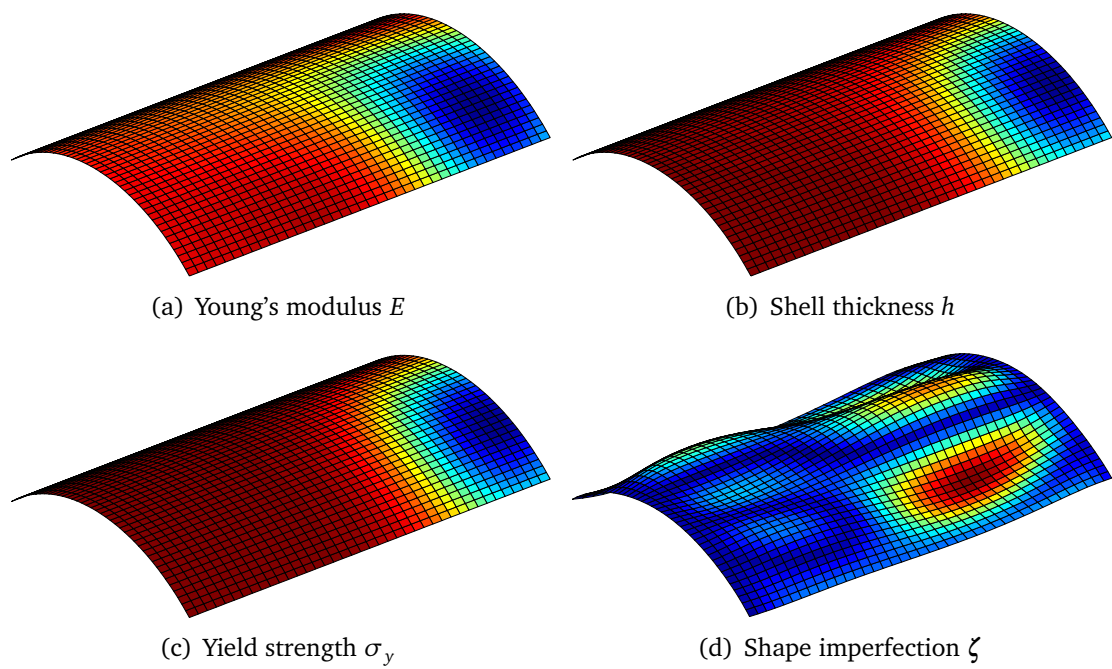 (a) Young's modulus E
(b) Shell thickness h
(c) Yield strength σ_y
(d) Shape imperfection ζ